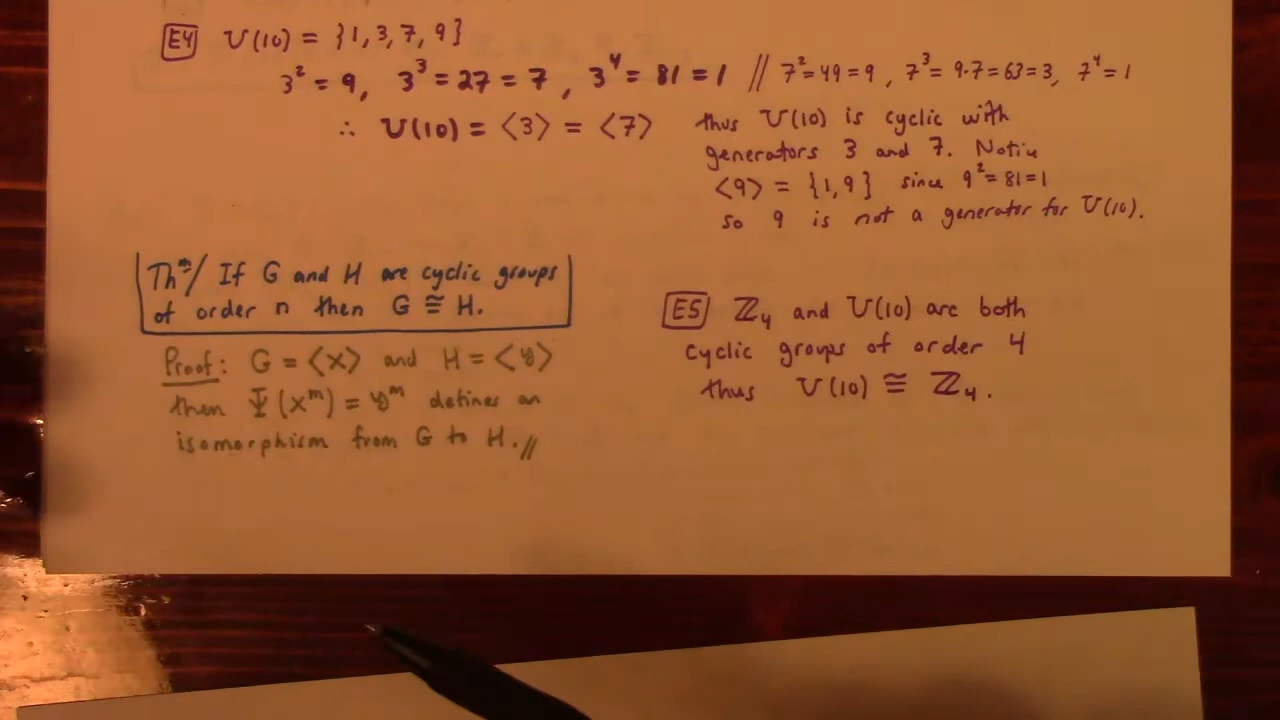 E4 U(10) = {1, 3, 7, 9}
3² = 9, 3³ = 27 = 7, 3⁴ = 81 = 1 // 7² = 49 = 9, 7³ = 9·7 = 63 = 3, 7⁴ = 1
∴ U(10) = ⟨3⟩ = ⟨7⟩
thus U(10) is cyclic with
generators 3 and 7. Notice
⟨9⟩ = {1, 9} since 9² = 81 = 1
so 9 is not a generator for U(10).
Thᵐ/ If G and H are cyclic groups
of order n then G ≅ H.
Proof: G = ⟨x⟩ and H = ⟨y⟩
then Ψ(xᵐ) = yᵐ defines an
isomorphism from G to H. //
E5 ℤ₄ and U(10) are both
cyclic groups of order 4
thus U(10) ≅ ℤ₄.